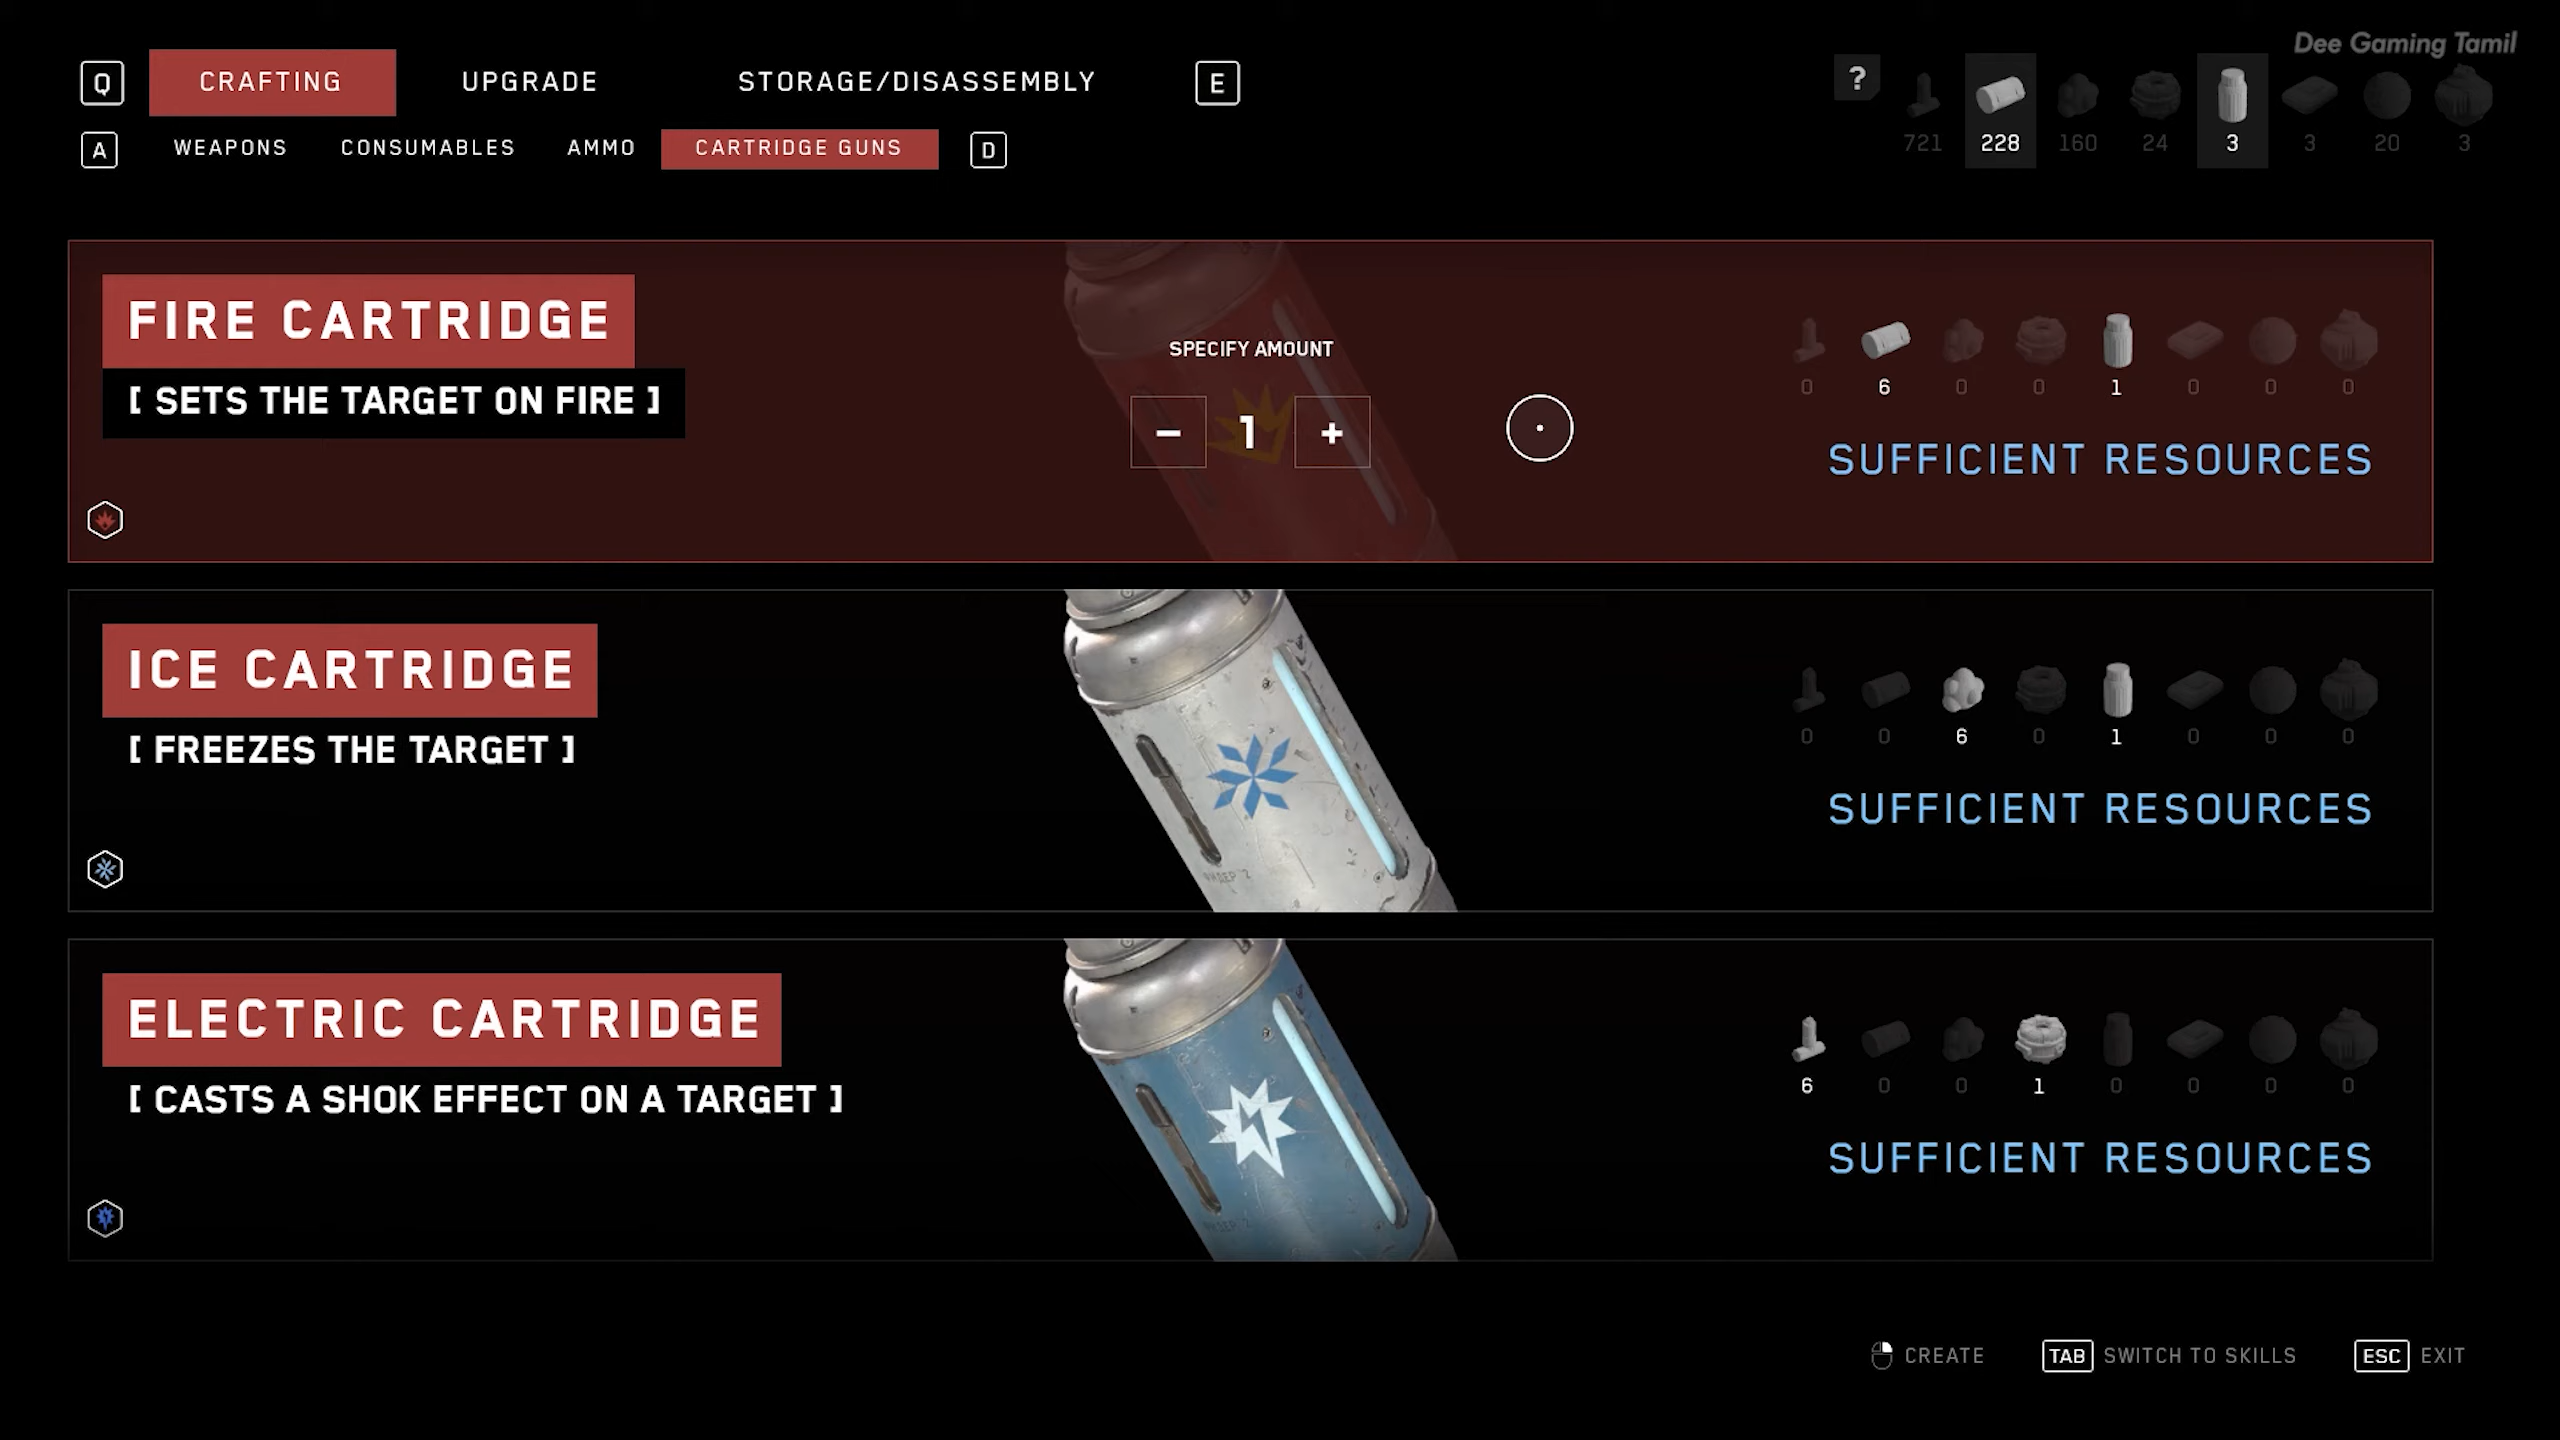 Dee Gaming Tamil
Q CRAFTING UPGRADE STORAGE/DISASSEMBLY E ?
A WEAPONS CONSUMABLES AMMO CARTRIDGE GUNS D
721 228 160 24 3 3 20 3
FIRE CARTRIDGE
[ SETS THE TARGET ON FIRE ]
SPECIFY AMOUNT
− 1 +
0 6 0 0 1 0 0 0
SUFFICIENT RESOURCES
ICE CARTRIDGE
[ FREEZES THE TARGET ]
0 0 6 0 1 0 0 0
SUFFICIENT RESOURCES
ELECTRIC CARTRIDGE
[ CASTS A SHOK EFFECT ON A TARGET ]
6 0 0 1 0 0 0 0
SUFFICIENT RESOURCES
CREATE TAB SWITCH TO SKILLS ESC EXIT